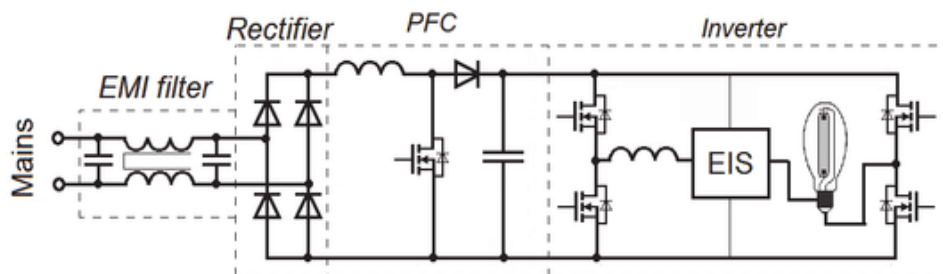 Rectifier
PFC
Inverter
EMI filter
Mains
EIS